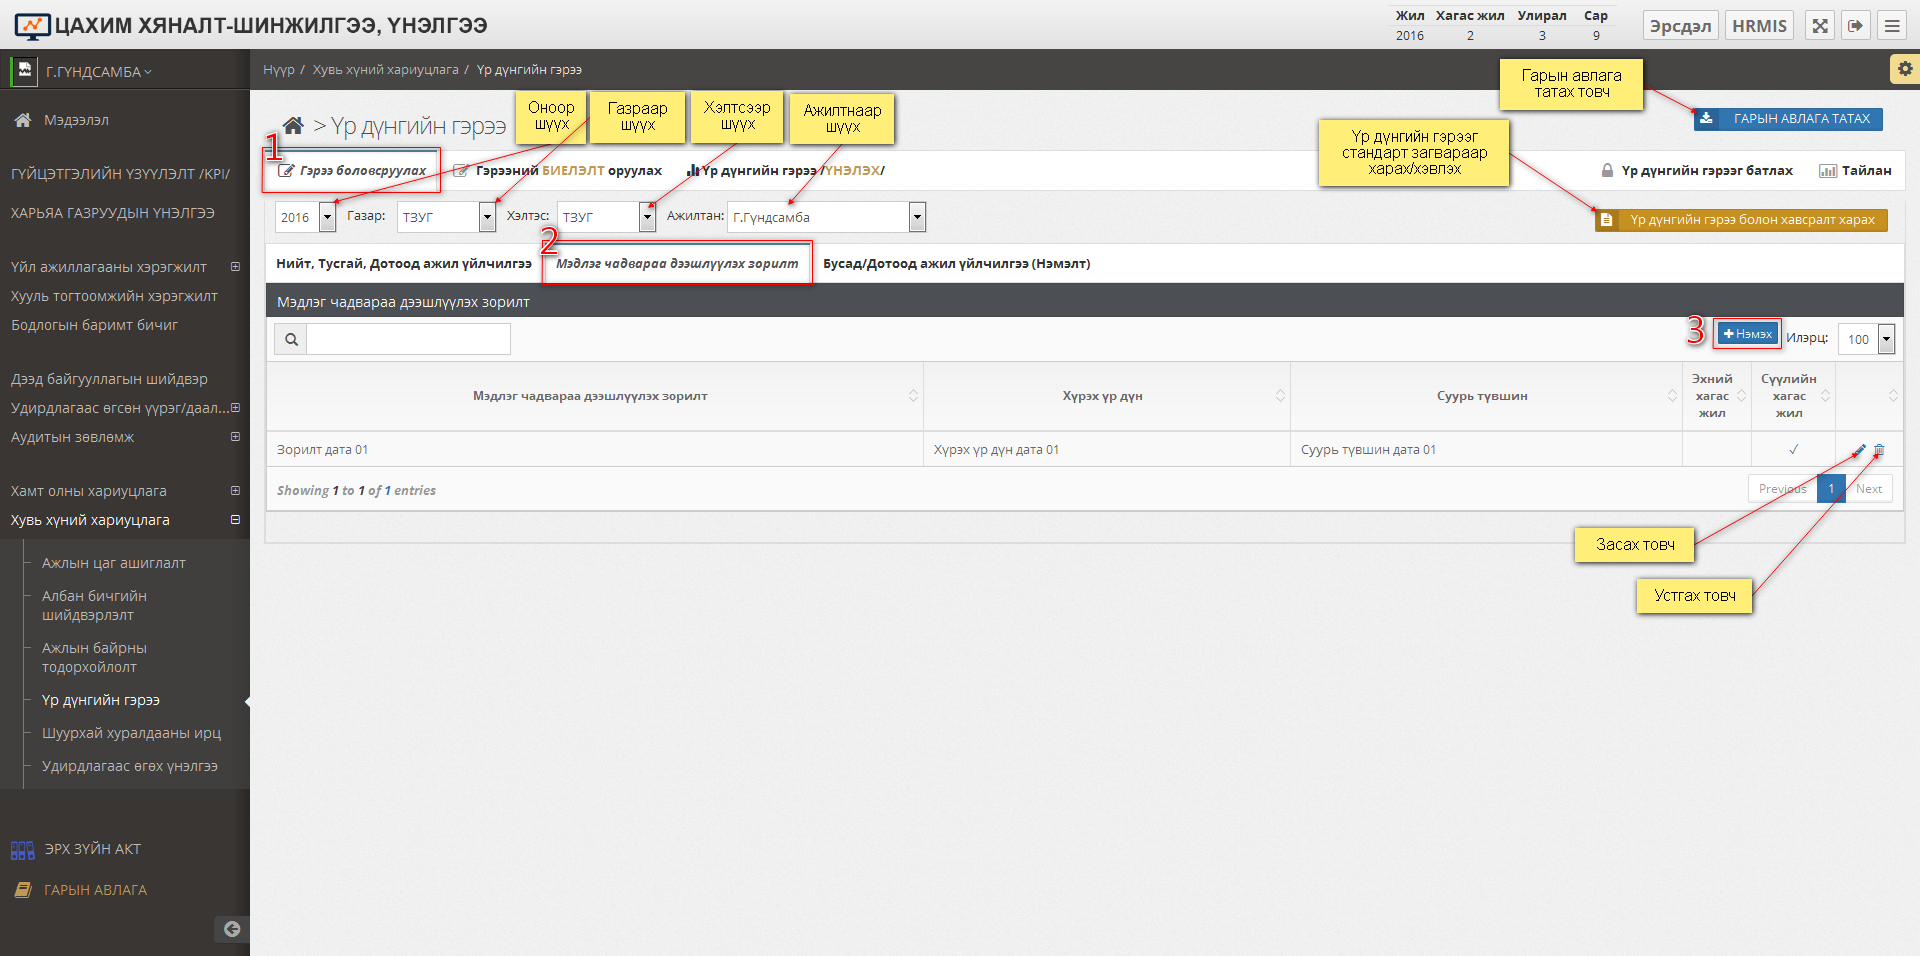 ЦАХИМ ХЯНАЛТ-ШИНЖИЛГЭЭ, ҮНЭЛГЭЭ
Жил Хагас жил Улирал Сар
2016 2 3 9
Эрсдэл HRMIS
Г.ГҮНДСАМБА
Нүүр / Хувь хүний хариуцлага / Үр дүнгийн гэрээ
Мэдээлэл
ГҮЙЦЭТГЭЛИЙН ҮЗҮҮЛЭЛТ /KPI/
ХАРЬЯА ГАЗРУУДЫН ҮНЭЛГЭЭ
Үйл ажиллагааны хэрэгжилт
Хууль тогтоомжийн хэрэгжилт
Бодлогын баримт бичиг
Дээд байгууллагын шийдвэр
Удирдлагаас өгсөн үүрэг/даал...
Аудитын зөвлөмж
Хамт олны хариуцлага
Хувь хүний хариуцлага
Ажлын цаг ашиглалт
Албан бичгийн
шийдвэрлэлт
Ажлын байрны
тодорхойлолт
Үр дүнгийн гэрээ
Шуурхай хуралдааны ирц
Удирдлагаас өгөх үнэлгээ
ЭРХ ЗҮЙН АКТ
ГАРЫН АВЛАГА
> Үр дүнгийн гэрээ
Оноор
шүүх
Газраар
шүүх
Хэлтсээр
шүүх
Ажилтнаар
шүүх
Үр дүнгийн гэрээг
стандарт загвараар
харах/хэвлэх
Гарын авлага
татах товч
ГАРЫН АВЛАГА ТАТАХ
1
Гэрээ боловсруулах
Гэрээний БИЕЛЭЛТ оруулах
Үр дүнгийн гэрээ /ҮНЭЛЭХ/
Үр дүнгийн гэрээг батлах
Тайлан
2016 Газар: ТЗУГ Хэлтэс: ТЗУГ Ажилтан: Г.Гүндсамба
Үр дүнгийн гэрээ болон хавсралт харах
2
Нийт, Тусгай, Дотоод ажил үйлчилгээ
Мэдлэг чадвараа дээшлүүлэх зорилт
Бусад/Дотоод ажил үйлчилгээ (Нэмэлт)
Мэдлэг чадвараа дээшлүүлэх зорилт
3
Нэмэх Илэрц: 100
Мэдлэг чадвараа дээшлүүлэх зорилт
Хүрэх үр дүн
Суурь түвшин
Эхний
хагас
жил
Сүүлийн
хагас
жил
Зорилт дата 01 Хүрэх үр дүн дата 01 Суурь түвшин дата 01 ✓
Showing 1 to 1 of 1 entries
Previous 1 Next
Засах товч
Устгах товч